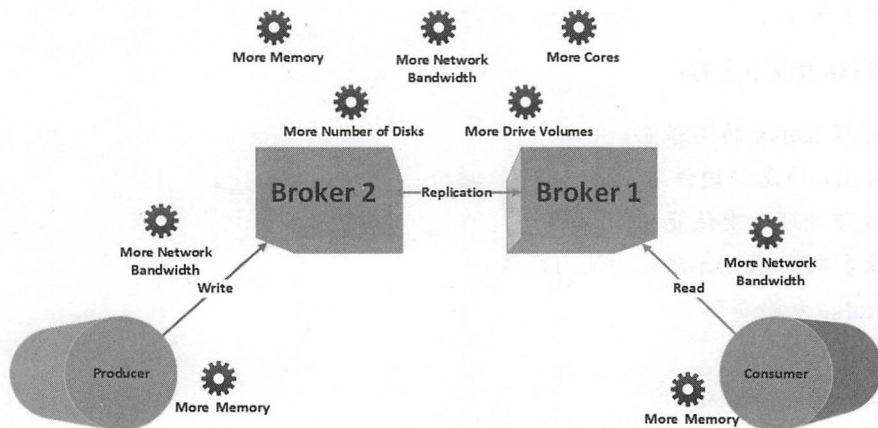 More Memory
More Network
Bandwidth
More Cores
More Number of Disks
More Drive Volumes
Broker 2
Replication
Broker 1
More Network
Bandwidth
More Network
Bandwidth
Write
Read
Producer
Consumer
More Memory
More Memory